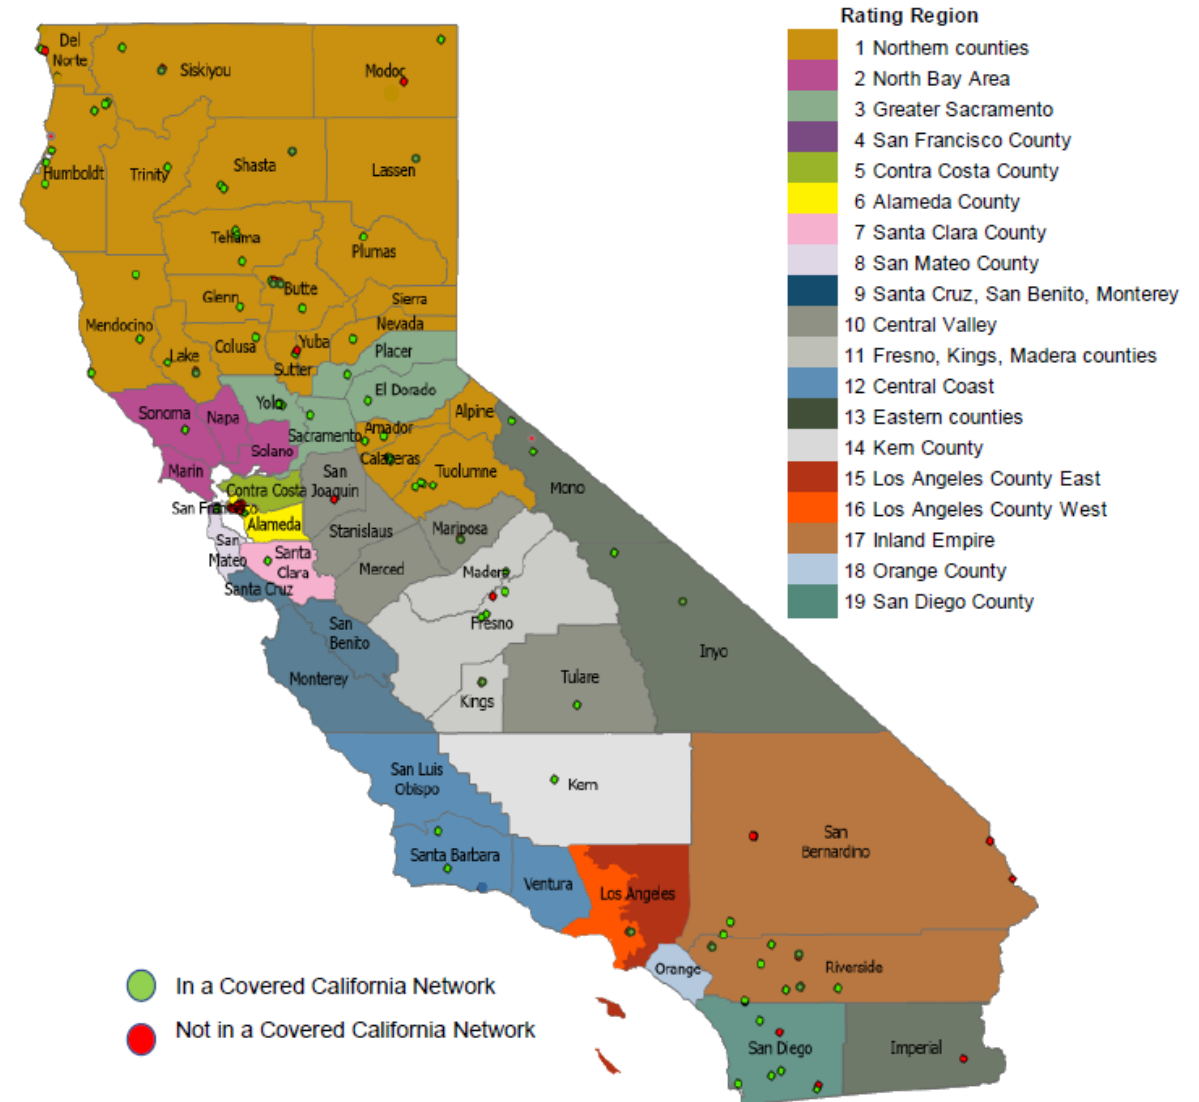 Rating Region
1 Northern counties
2 North Bay Area
3 Greater Sacramento
4 San Francisco County
5 Contra Costa County
6 Alameda County
7 Santa Clara County
8 San Mateo County
9 Santa Cruz, San Benito, Monterey
10 Central Valley
11 Fresno, Kings, Madera counties
12 Central Coast
13 Eastern counties
14 Kern County
15 Los Angeles County East
16 Los Angeles County West
17 Inland Empire
18 Orange County
19 San Diego County
Del
Norte
Siskiyou
Modoc
Humboldt
Trinity
Shasta
Lassen
Tehama
Plumas
Glenn
Butte
Sierra
Mendocino
Lake
Colusa
Yuba
Sutter
Nevada
Placer
Sonoma
Napa
Yolo
El Dorado
Solano
Sacramento
Amador
Alpine
Marin
Calaveras
Tuolumne
Contra Costa
San
Joaquin
Mono
San Francisco
Alameda
Stanislaus
Mariposa
San
Mateo
Santa
Clara
Merced
Madera
Santa Cruz
San
Benito
Fresno
Inyo
Monterey
Kings
Tulare
San Luis
Obispo
Kern
Santa Barbara
Ventura
Los Angeles
San
Bernardino
Orange
Riverside
San Diego
Imperial
In a Covered California Network
Not in a Covered California Network